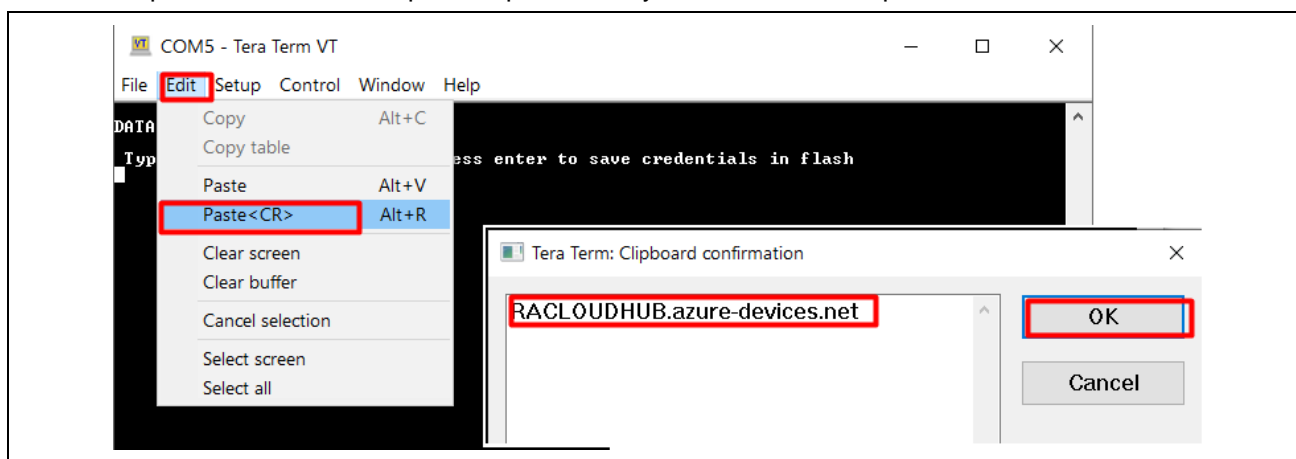 COM5 - Tera Term VT
File Edit Setup Control Window Help
DATA
Typ ess enter to save credentials in flash
Copy Alt+C
Copy table
Paste Alt+V
Paste<CR> Alt+R
Clear screen
Clear buffer
Cancel selection
Select screen
Select all
Tera Term: Clipboard confirmation
RACLOUDHUB.azure-devices.net
OK
Cancel